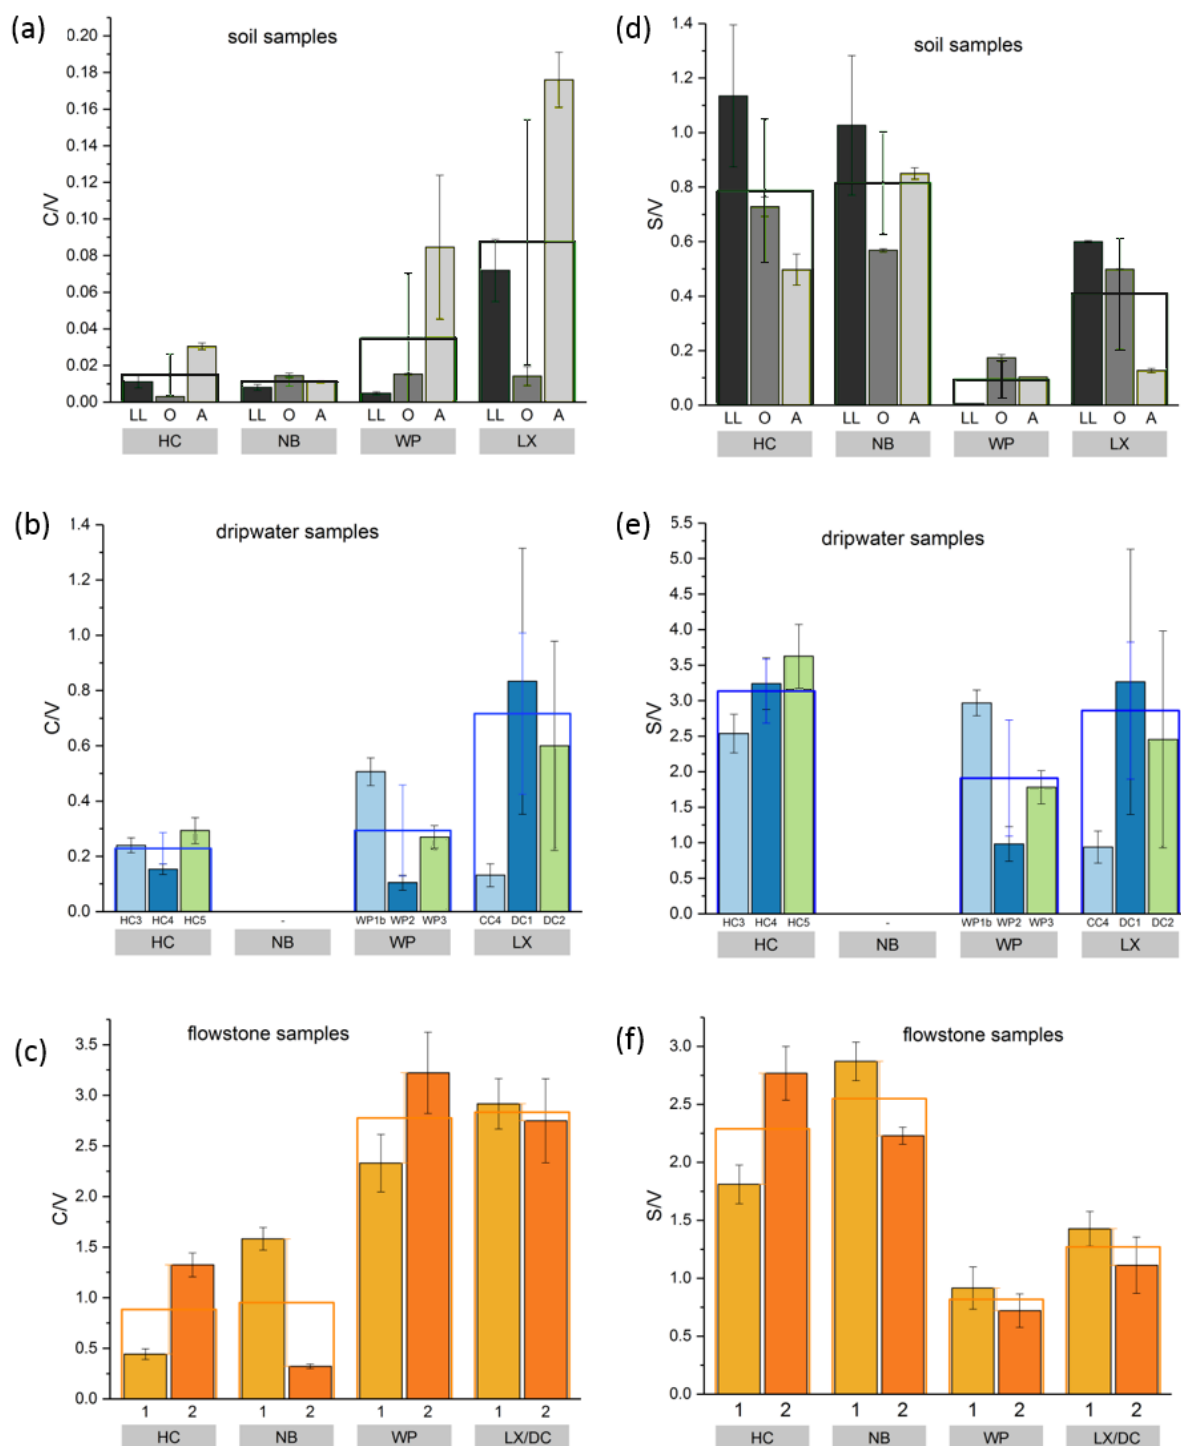 (a)
soil samples
C/V
0.20
0.18
0.16
0.14
0.12
0.10
0.08
0.06
0.04
0.02
0.00
LL O A LL O A LL O A LL O A
HC NB WP LX
(d)
soil samples
S/V
1.4
1.2
1.0
0.8
0.6
0.4
0.2
0.0
LL O A LL O A LL O A LL O A
HC NB WP LX
(b)
dripwater samples
C/V
1.4
1.2
1.0
0.8
0.6
0.4
0.2
0.0
HC3 HC4 HC5 - WP1b WP2 WP3 CC4 DC1 DC2
HC NB WP LX
(e)
dripwater samples
S/V
5.5
5.0
4.5
4.0
3.5
3.0
2.5
2.0
1.5
1.0
0.5
0.0
HC3 HC4 HC5 - WP1b WP2 WP3 CC4 DC1 DC2
HC NB WP LX
(c)
flowstone samples
C/V
3.5
3.0
2.5
2.0
1.5
1.0
0.5
0.0
1 2 1 2 1 2 1 2
HC NB WP LX/DC
(f)
flowstone samples
S/V
3.0
2.5
2.0
1.5
1.0
0.5
0.0
1 2 1 2 1 2 1 2
HC NB WP LX/DC